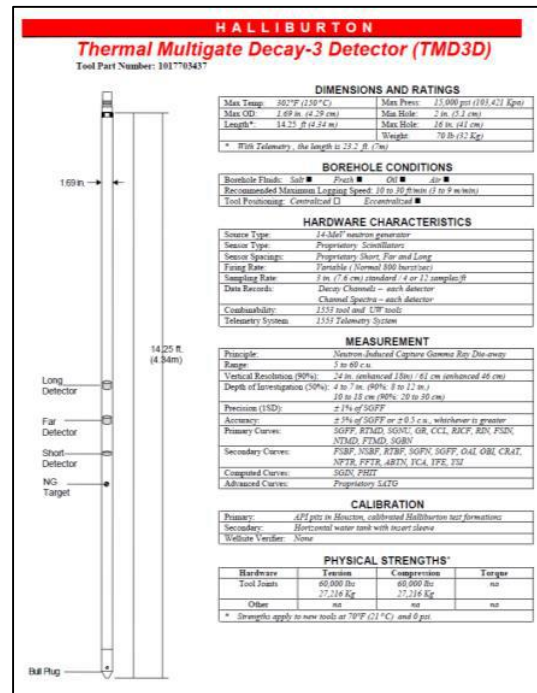 HALLIBURTON
Thermal Multigate Decay-3 Detector (TMD3D)
Tool Part Number: 1017703437
1.69 in.
14.25 ft.
(4.34m)
Long
Detector
Far
Detector
Short
Detector
NG
Target
Bull Plug
DIMENSIONS AND RATINGS
Max Temp: 302°F (150°C) Max Press: 15,000 psi (103,421 Kpa)
Max OD: 1.69 in. (4.29 cm) Min Hole: 2 in. (5.1 cm)
Length*: 14.25 ft (4.34 m) Max Hole: 16 in. (41 cm)
Weight: 70 lb (32 Kg)
* With Telemetry, the length is 23.2 ft. (7m)
BOREHOLE CONDITIONS
Borehole Fluids: Salt ■ Fresh ■ Oil ■ Air ■
Recommended Maximum Logging Speed: 10 to 30 ft/min (3 to 9 m/min)
Tool Positioning: Centralized □ Eccentralized ■
HARDWARE CHARACTERISTICS
Source Type: 14-MeV neutron generator
Sensor Type: Proprietary Scintillators
Sensor Spacings: Proprietary Short, Far and Long
Firing Rate: Variable (Normal 800 burst/sec)
Sampling Rate: 3 in. (7.6 cm) standard / 4 or 12 samples/ft
Data Records: Decay Channels – each detector
Channel Spectra – each detector
Combinability: 1553 tool and UW tools
Telemetry System: 1553 Telemetry System
MEASUREMENT
Principle: Neutron-Induced Capture Gamma Ray Die-away
Range: 5 to 60 c.u.
Vertical Resolution (90%): 24 in. (enhanced 18in) / 61 cm (enhanced 46 cm)
Depth of Investigation (50%): 4 to 7 in. (90%: 8 to 12 in.)
10 to 18 cm (90%: 20 to 30 cm)
Precision (1SD): ± 1% of SGFF
Accuracy: ± 5% of SGFF or ± 0.5 c.u., whichever is greater
Primary Curves: SGFF, RTMD, SGNU, GR, CCL, RICF, RIN, FSIN,
NTMD, FTMD, SGBN
Secondary Curves: FSBF, NSBF, RTBF, SGFN, SGFF, OAI, OBI, CRAT,
NFTR, FFTR, ABTN, YCA, YFE, YSI
Computed Curves: SGIN, PHIT
Advanced Curves: Proprietary SATG
CALIBRATION
Primary: API pits in Houston, calibrated Halliburton test formations
Secondary: Horizontal water tank with insert sleeve
Wellsite Verifier: None
PHYSICAL STRENGTHS*
Hardware Tension Compression Torque
Tool Joints 60,000 lbs 60,000 lbs na
27,216 Kg 27,216 Kg
Other na na na
* Strengths apply to new tools at 70°F (21°C) and 0 psi.